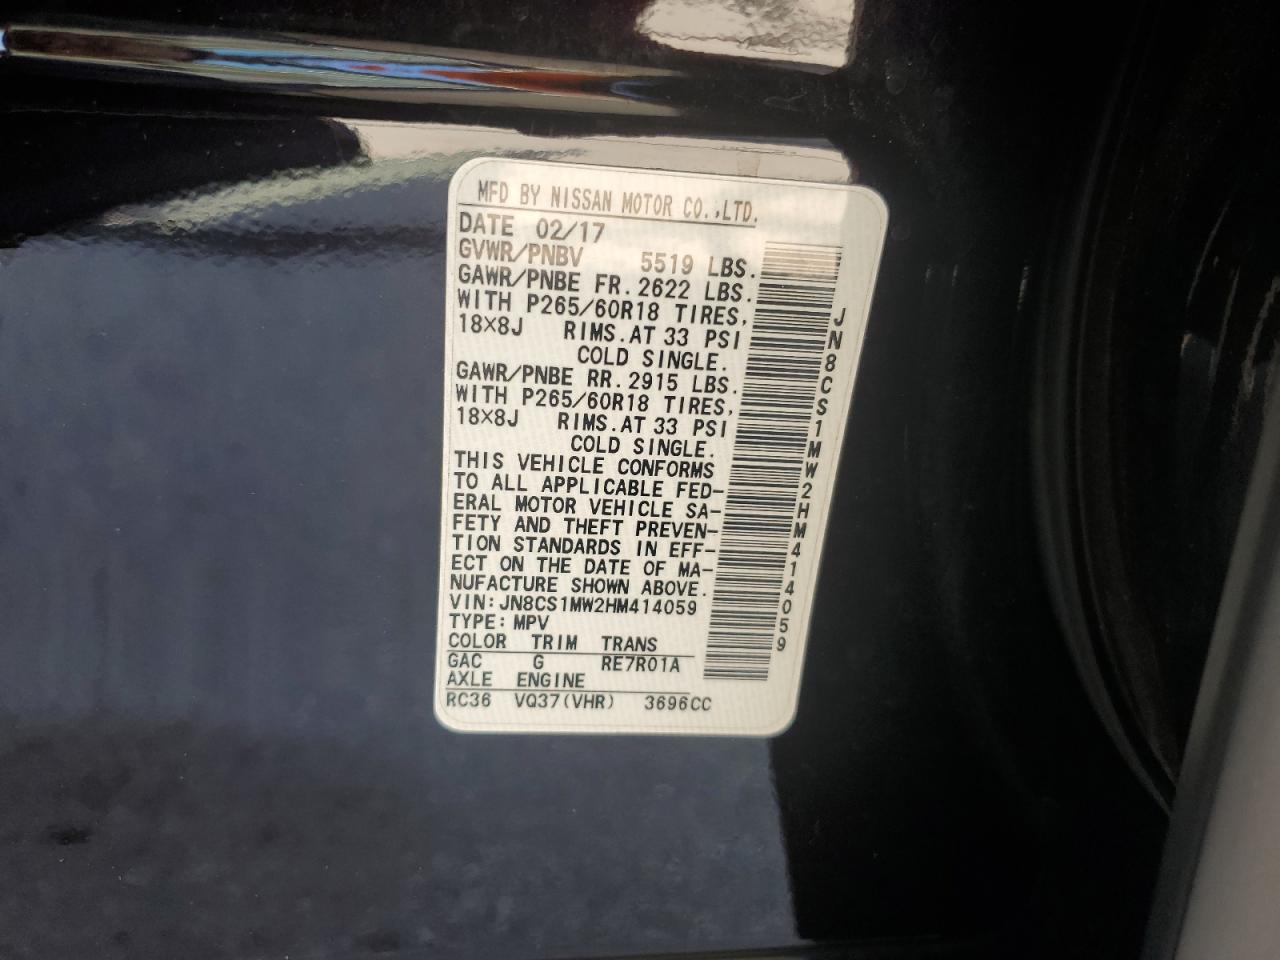 MFD BY NISSAN MOTOR CO.,LTD.
DATE 02/17
GVWR/PNBV 5519 LBS.
GAWR/PNBE FR.2622 LBS.
WITH P265/60R18 TIRES,
18×8J RIMS.AT 33 PSI
COLD SINGLE.
GAWR/PNBE RR.2915 LBS.
WITH P265/60R18 TIRES,
18×8J RIMS.AT 33 PSI
COLD SINGLE.
THIS VEHICLE CONFORMS
TO ALL APPLICABLE FED-
ERAL MOTOR VEHICLE SA-
FETY AND THEFT PREVEN-
TION STANDARDS IN EFF-
ECT ON THE DATE OF MA-
NUFACTURE SHOWN ABOVE.
VIN:JN8CS1MW2HM414059
TYPE:MPV
COLOR TRIM TRANS
GAC G RE7R01A
AXLE ENGINE
RC36 VQ37(VHR) 3696CC
JN8CS1MW2HM414059